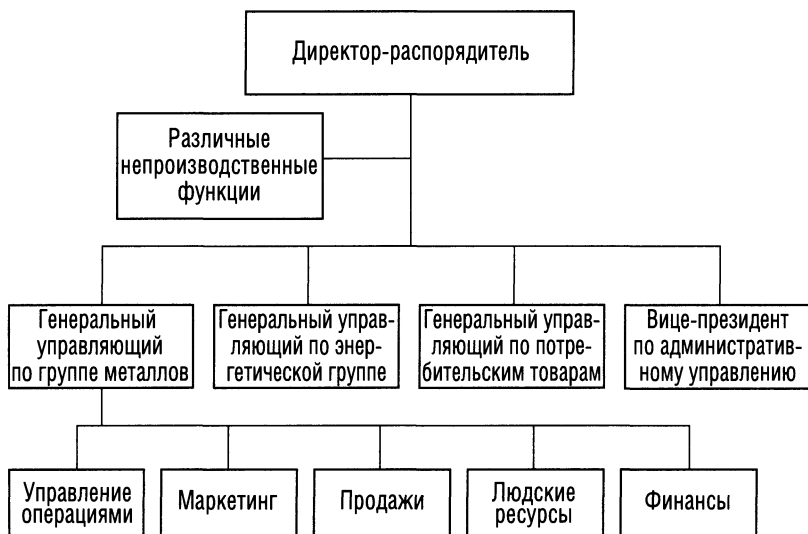 Директор-распорядитель
Различные
непроизводственные
функции
Генеральный
управляющий
по группе металлов
Генеральный управ-
ляющий по энер-
гетической группе
Генеральный управ-
ляющий по потре-
бительским товарам
Вице-президент
по административ-
ному управлению
Управление
операциями
Маркетинг
Продажи
Людские
ресурсы
Финансы